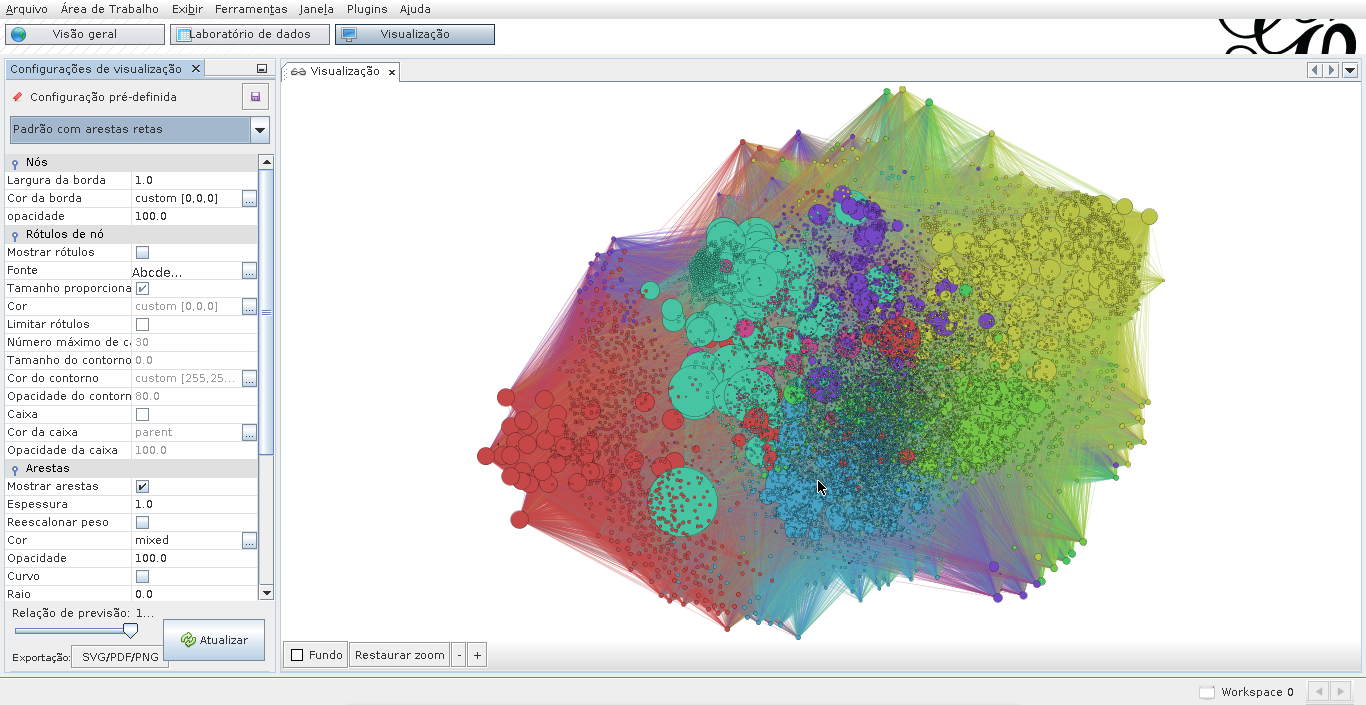 Arquivo Área de Trabalho Exibir Ferramentas Janela Plugins Ajuda
Visão geral Laboratório de dados Visualização
Configurações de visualização
Visualização
Configuração pré-definida
Padrão com arestas retas
Nós
Largura da borda 1.0
Cor da borda custom [0,0,0] ...
opacidade 100.0
Rótulos de nó
Mostrar rótulos
Fonte Abcde... ...
Tamanho proporciona
Cor custom [0,0,0] ...
Limitar rótulos
Número máximo de c 30
Tamanho do contorno 0.0
Cor do contorno custom [255,25... ...
Opacidade do contorn 80.0
Caixa
Cor da caixa parent ...
Opacidade da caixa 100.0
Arestas
Mostrar arestas
Espessura 1.0
Reescalonar peso
Cor mixed ...
Opacidade 100.0
Curvo
Raio 0.0
Relação de previsão: 1...
Atualizar
Exportação: SVG/PDF/PNG
Fundo Restaurar zoom - +
Workspace 0